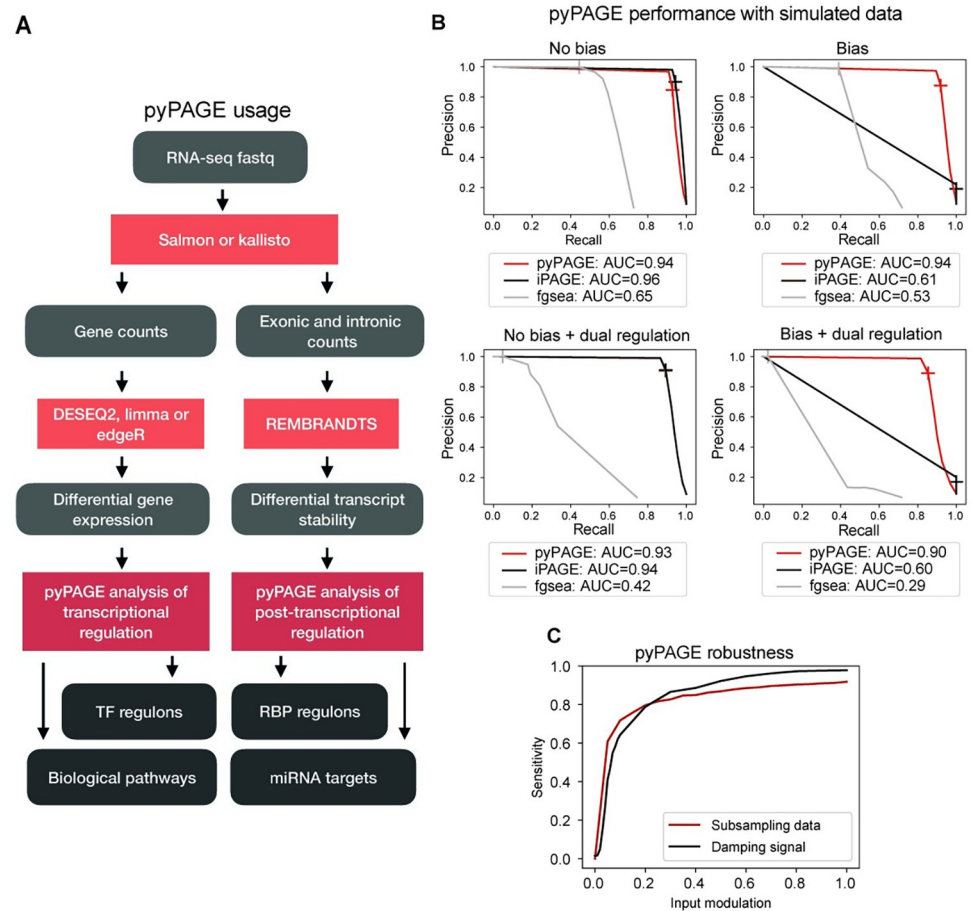 A
pyPAGE usage
RNA-seq fastq
Salmon or kallisto
Gene counts
Exonic and intronic
counts
DESEQ2, limma or
edgeR
REMBRANDTS
Differential gene
expression
Differential transcript
stability
pyPAGE analysis of
transcriptional
regulation
pyPAGE analysis of
post-transcriptional
regulation
TF regulons
RBP regulons
Biological pathways
miRNA targets
B
pyPAGE performance with simulated data
No bias
Precision
1.0
0.8
0.6
0.4
0.2
0.0 0.2 0.4 0.6 0.8 1.0
Recall
pyPAGE: AUC=0.94
iPAGE: AUC=0.96
fgsea: AUC=0.65
Bias
Precision
1.0
0.8
0.6
0.4
0.2
0.0 0.2 0.4 0.6 0.8 1.0
Recall
pyPAGE: AUC=0.94
iPAGE: AUC=0.61
fgsea: AUC=0.53
No bias + dual regulation
Precision
1.0
0.8
0.6
0.4
0.2
0.0 0.2 0.4 0.6 0.8 1.0
Recall
pyPAGE: AUC=0.93
iPAGE: AUC=0.94
fgsea: AUC=0.42
Bias + dual regulation
Precision
1.0
0.8
0.6
0.4
0.2
0.0 0.2 0.4 0.6 0.8 1.0
Recall
pyPAGE: AUC=0.90
iPAGE: AUC=0.60
fgsea: AUC=0.29
C
pyPAGE robustness
Sensitivity
1.0
0.8
0.6
0.4
0.2
0.0
Subsampling data
Damping signal
0.0 0.2 0.4 0.6 0.8 1.0
Input modulation